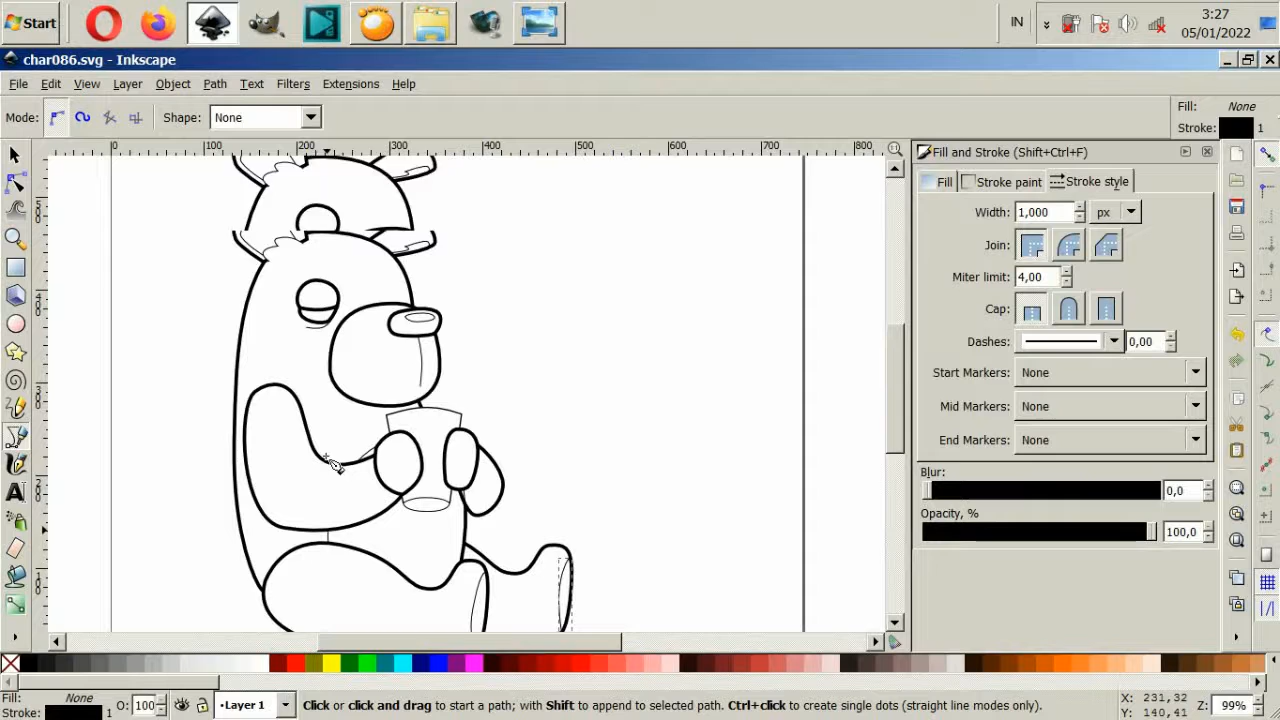 Start
IN
3:27
05/01/2022
char086.svg - Inkscape
File Edit View Layer Object Path Text Filters Extensions Help
Mode:
Shape: None
Fill: None
Stroke: 1
0 100 200 300 400 500 600 700 800
Fill and Stroke (Shift+Ctrl+F)
Fill Stroke paint Stroke style
Width: 1,000 px
Join:
Miter limit: 4,00
Cap:
Dashes: 0,00
Start Markers: None
Mid Markers: None
End Markers: None
Blur:
0,0
Opacity, %
100,0
Fill: None
Stroke: 1
O: 100
•Layer 1
Click or click and drag to start a path; with Shift to append to selected path. Ctrl+click to create single dots (straight line modes only).
X: 231,32
Y: 140,41
99%